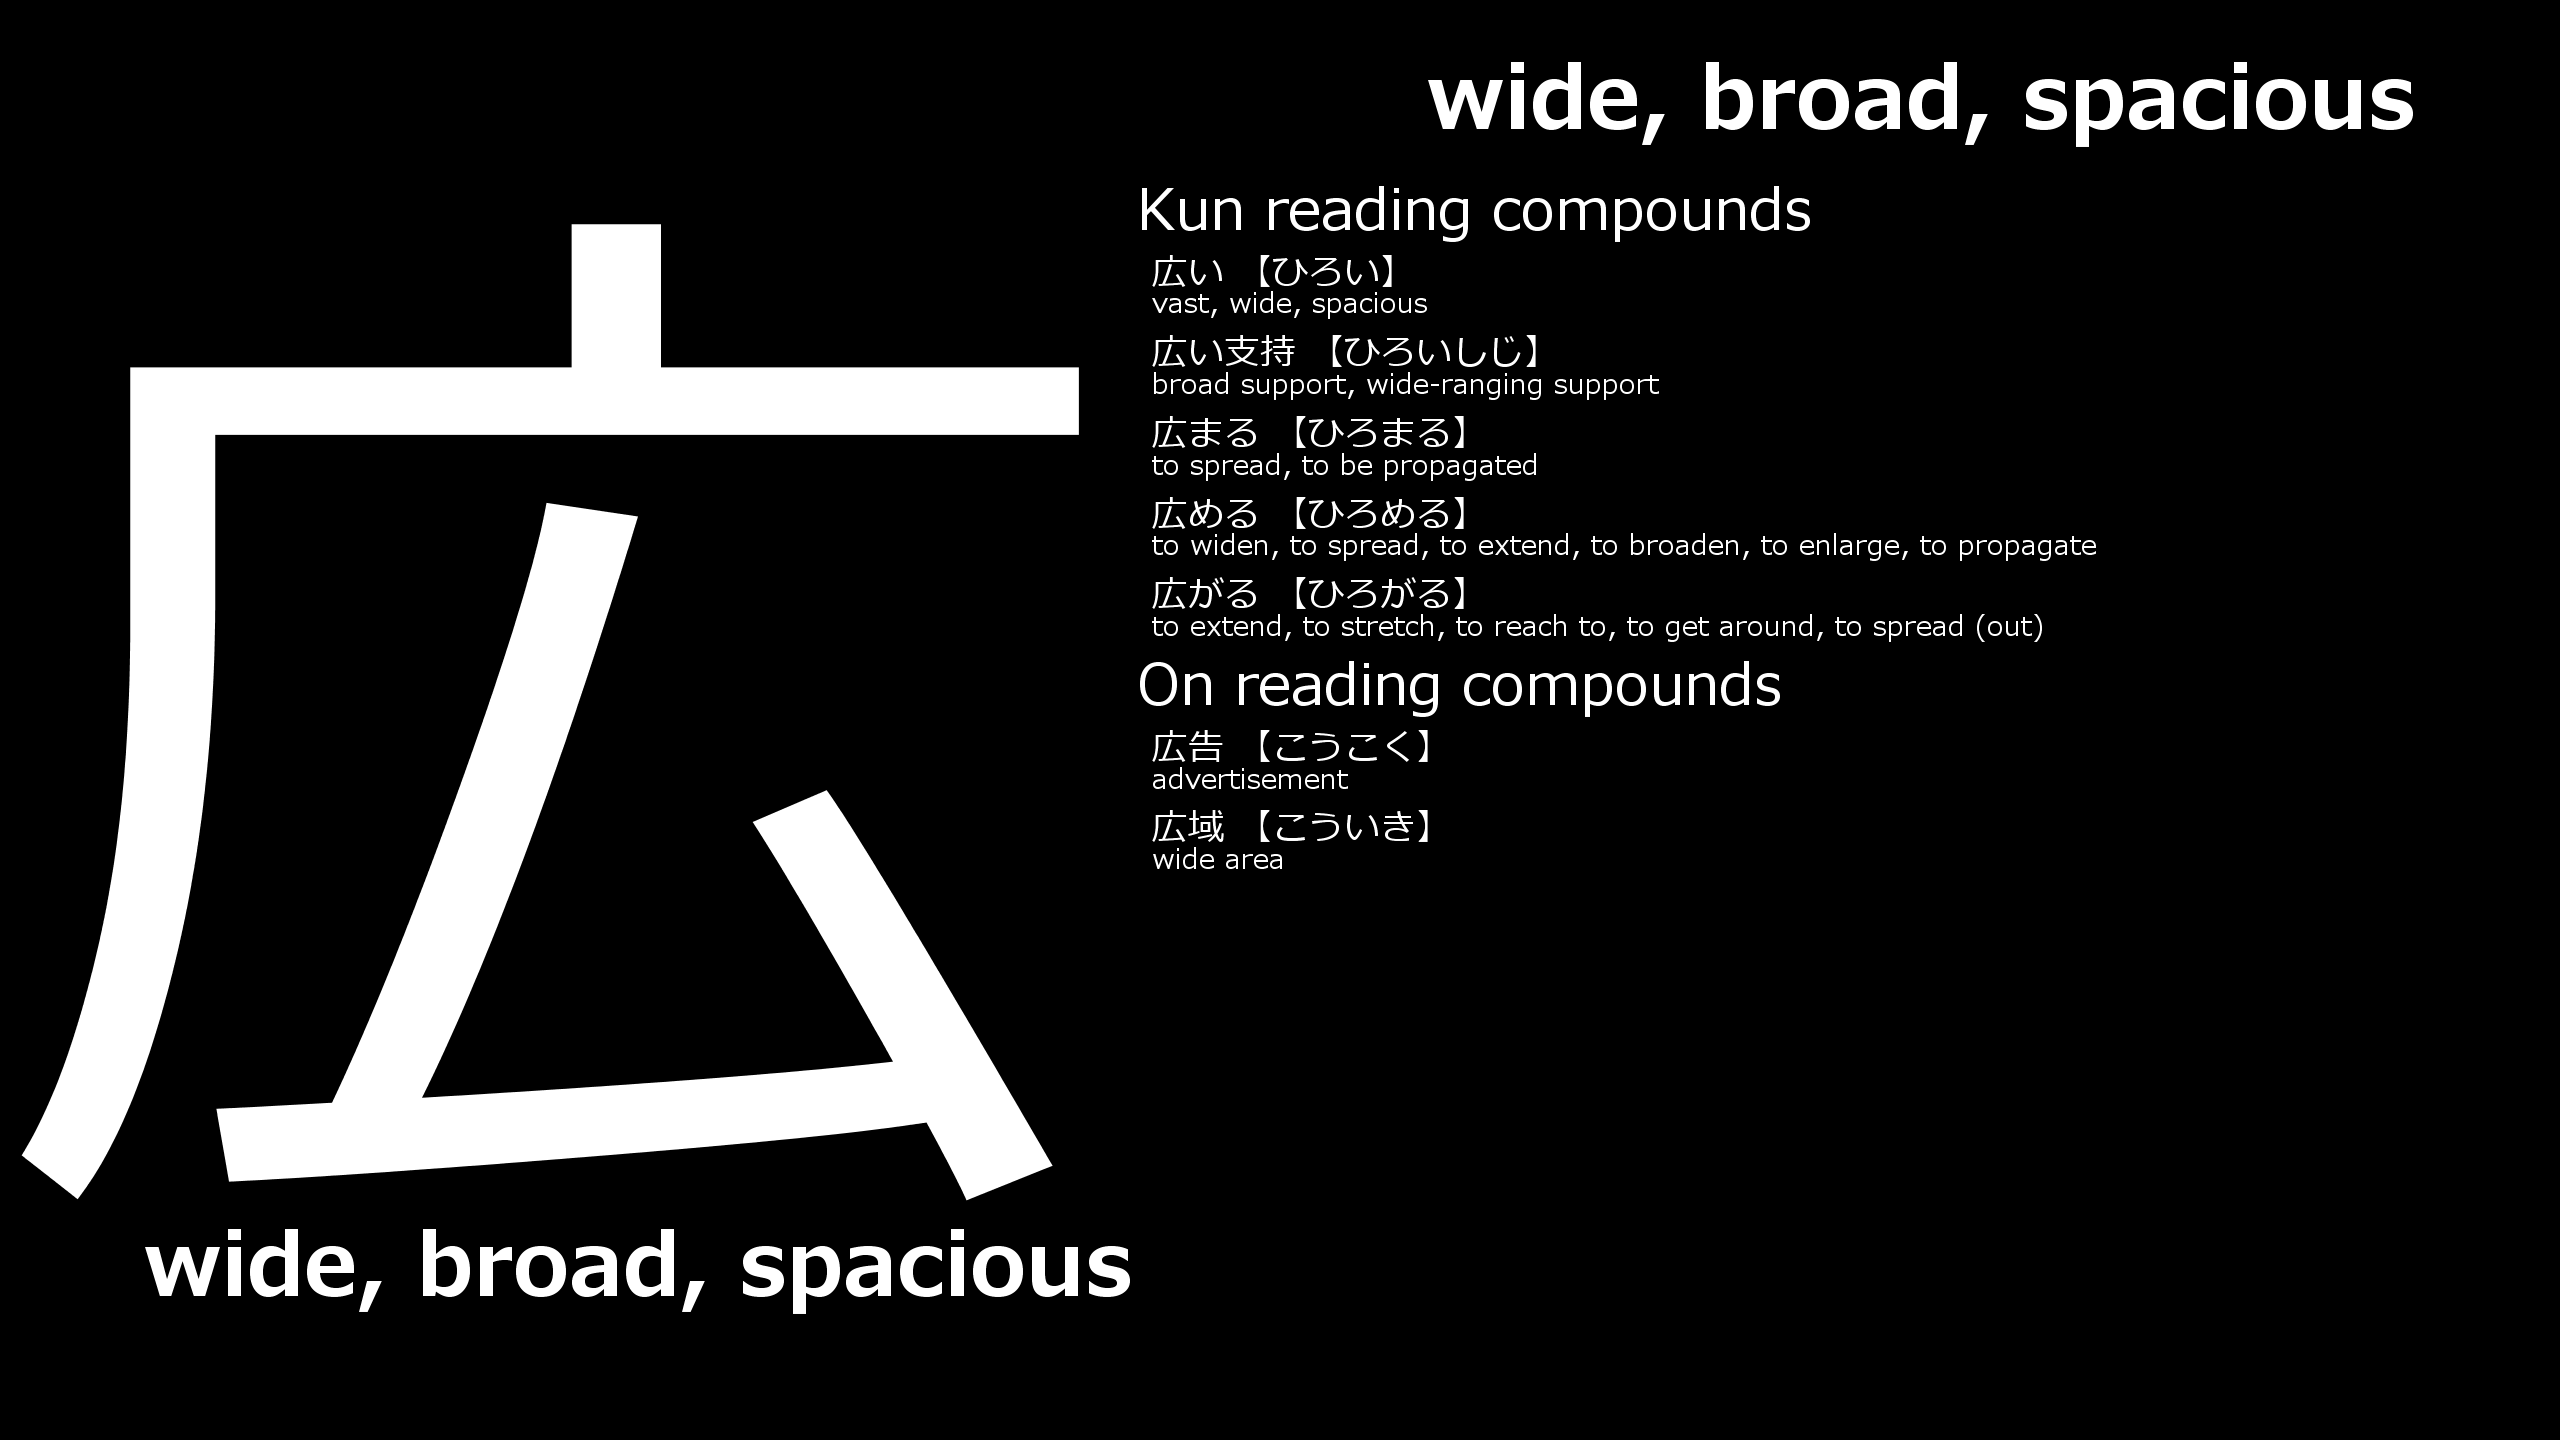 広
wide, broad, spacious
wide, broad, spacious
Kun reading compounds
広い 【ひろい】
vast, wide, spacious
広い支持 【ひろいしじ】
broad support, wide-ranging support
広まる 【ひろまる】
to spread, to be propagated
広める 【ひろめる】
to widen, to spread, to extend, to broaden, to enlarge, to propagate
広がる 【ひろがる】
to extend, to stretch, to reach to, to get around, to spread (out)
On reading compounds
広告 【こうこく】
advertisement
広域 【こういき】
wide area